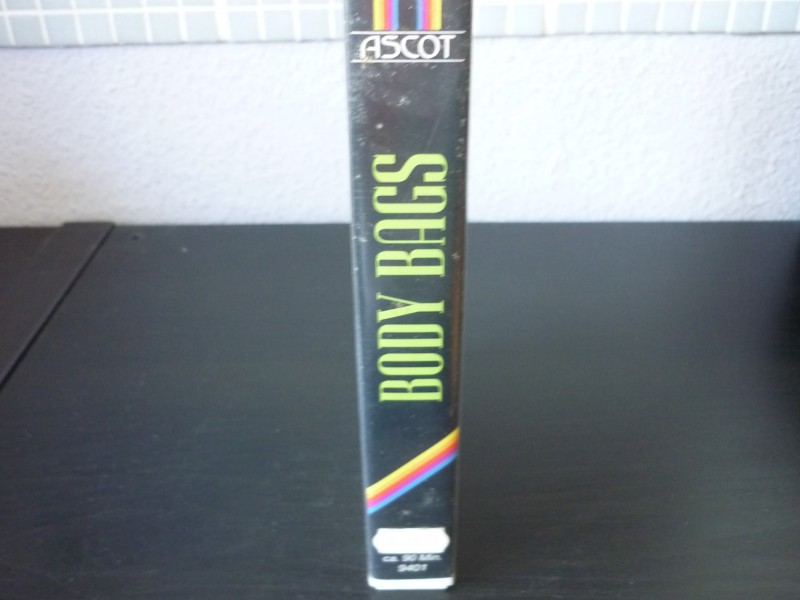 ASCOT
BODY BAGS
ca. 90 Min.
9401